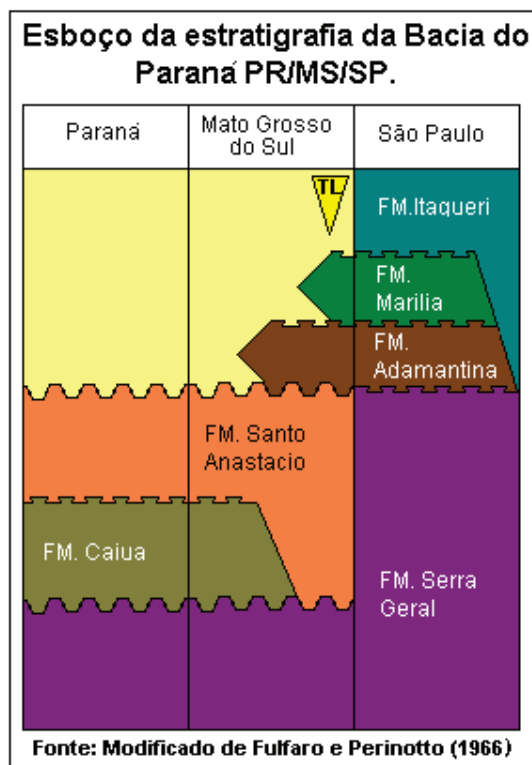 Esboço da estratigrafia da Bacia do
Paraná PR/MS/SP.
Paraná
Mato Grosso
do Sul
São Paulo
TL
FM.Itaqueri
FM.
Marilia
FM.
Adamantina
FM. Santo
Anastacio
FM. Caiua
FM. Serra
Geral
Fonte: Modificado de Fulfaro e Perinotto (1966)